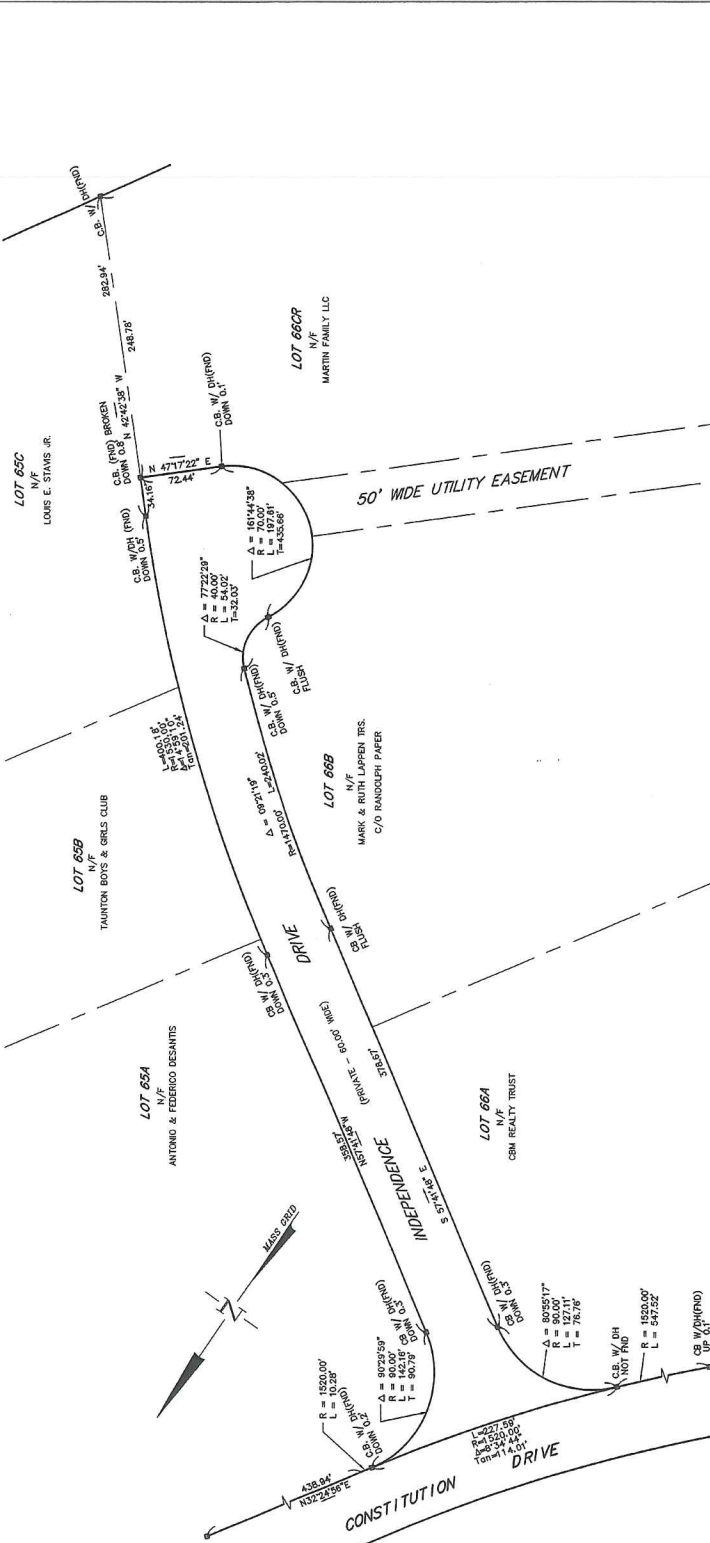 C.B. W/ DH(FND)
282.94'
248.78'
LOT 65C
N/F
LOUIS E. STAVIS JR.
LOT 66CR
N/F
MARTIN FAMILY LLC
C.B. (FND) BROKEN
DOWN 0.8'
N 42°42'38" W
C.B. W/ DH(FND)
DOWN 0.1'
N 47°17'22" E
72.44'
34.16'
C.B. W/DH (FND)
DOWN 0.5'
50' WIDE UTILITY EASEMENT
Δ = 161°44'38"
R = 70.00'
L = 197.61'
T=435.66'
Δ = 77°22'29"
R = 40.00'
L = 54.02'
T=32.03'
C.B. W/ DH(FND)
FLUSH
C.B. W/ DH(FND)
DOWN 0.5'
L=400.18'
R=1530.00'
Δ=14°59'10"
Tan=201.24'
Δ = 09°21'19"
R=1470.00' L=240.02'
LOT 66B
N/F
MARK & RUTH LAPPEN TRS.
C/O RANDOLPH PAPER
LOT 65B
N/F
TAUNTON BOYS & GIRLS CLUB
CB W/ DH(FND)
FLUSH
CB W/ DH(FND)
DOWN 0.3'
DRIVE
(PRIVATE - 60.00' WIDE)
378.67'
358.57'
N57°41'48"W
S 57°41'48" E
INDEPENDENCE
LOT 65A
N/F
ANTONIO & FEDERICO DESANTIS
LOT 66A
N/F
CBM REALTY TRUST
MASS GRID
N
CB W/ DH(FND)
DOWN 0.3'
CB W/ DH(FND)
DOWN 0.3'
Δ = 90°29'59"
R = 90.00'
L = 142.16'
T = 90.79'
Δ = 80°55'17"
R = 90.00'
L = 127.11'
T = 76.76'
R = 1520.00'
L = 10.28'
C.B. W/ DH(FND)
DOWN 0.2'
C.B. W/ DH
NOT FND
R = 1520.00'
L = 547.52'
CB W/DH(FND)
UP 0.1'
L=227.59'
R=1520.00'
Δ=8°34'44"
Tan=114.01'
438.94'
N32°24'56"E
CONSTITUTION DRIVE